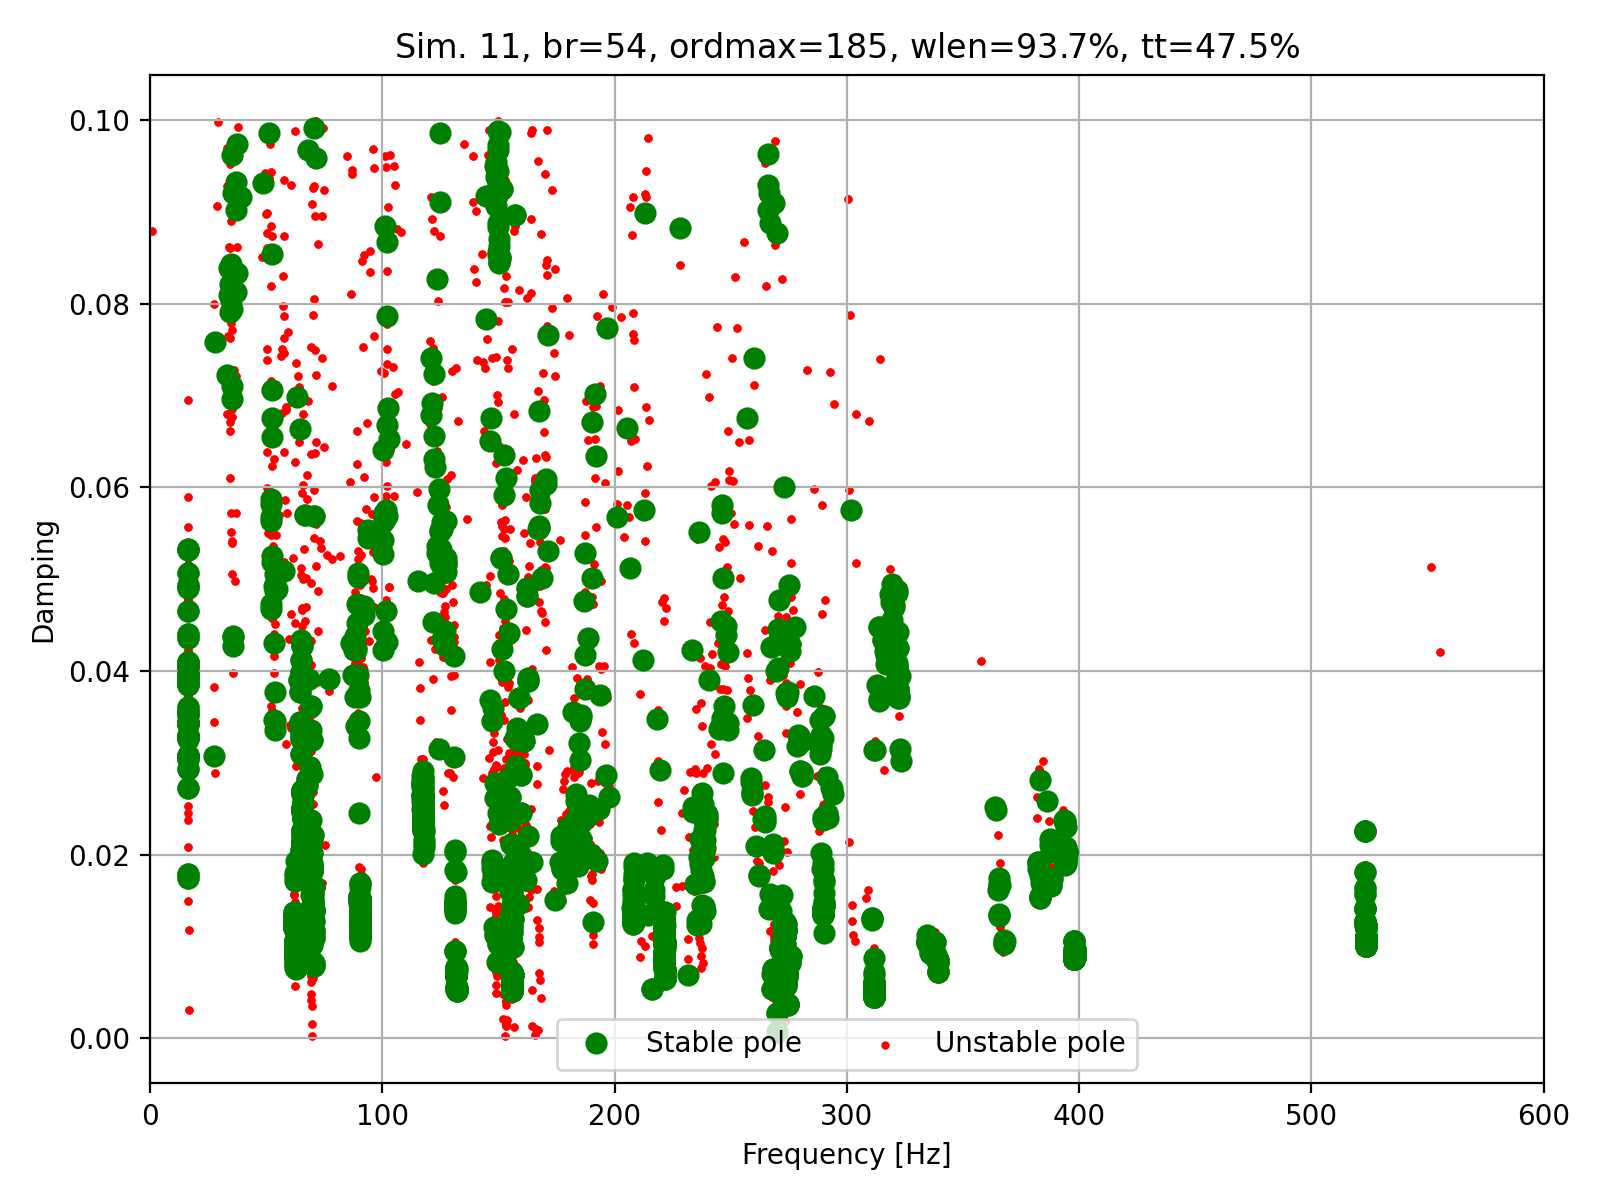 Sim. 11, br=54, ordmax=185, wlen=93.7%, tt=47.5%
0.10
0.08
0.06
0.04
0.02
0.00
Damping
Stable pole
Unstable pole
0
100
200
300
400
500
600
Frequency [Hz]